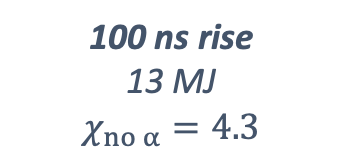 100 ns rise
13 MJ
χno α = 4.3